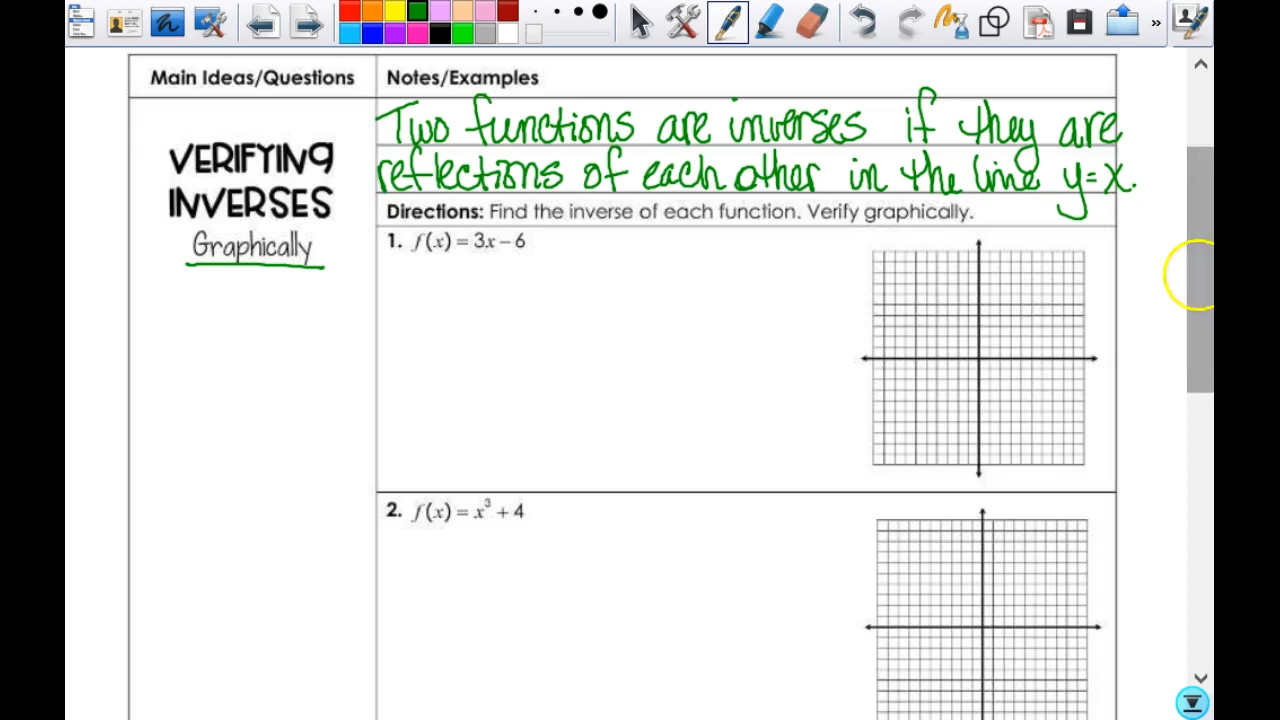 Main Ideas/Questions
Notes/Examples
VERIFYING
INVERSES
Graphically
Two functions are inverses if they are
reflections of each other in the line y=x.
Directions: Find the inverse of each function. Verify graphically.
1. f(x) = 3x – 6
2. f(x) = x³ + 4